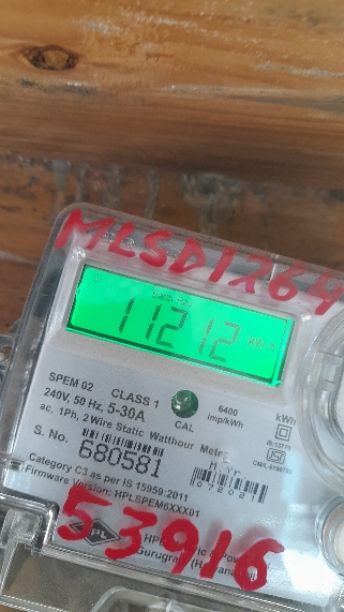 MLSD1264
11212 kWh
SPEM 02 CLASS 1
240V, 50 Hz, 5-30A
CAL
6400 imp/kWh
kWh
ac, 1Ph, 2 Wire Static Watthour Meter
S. No.
680581
Category C3 as per IS 15959:2011
Firmware Version: HPLSPEM6XXX01
53916
Gurugram